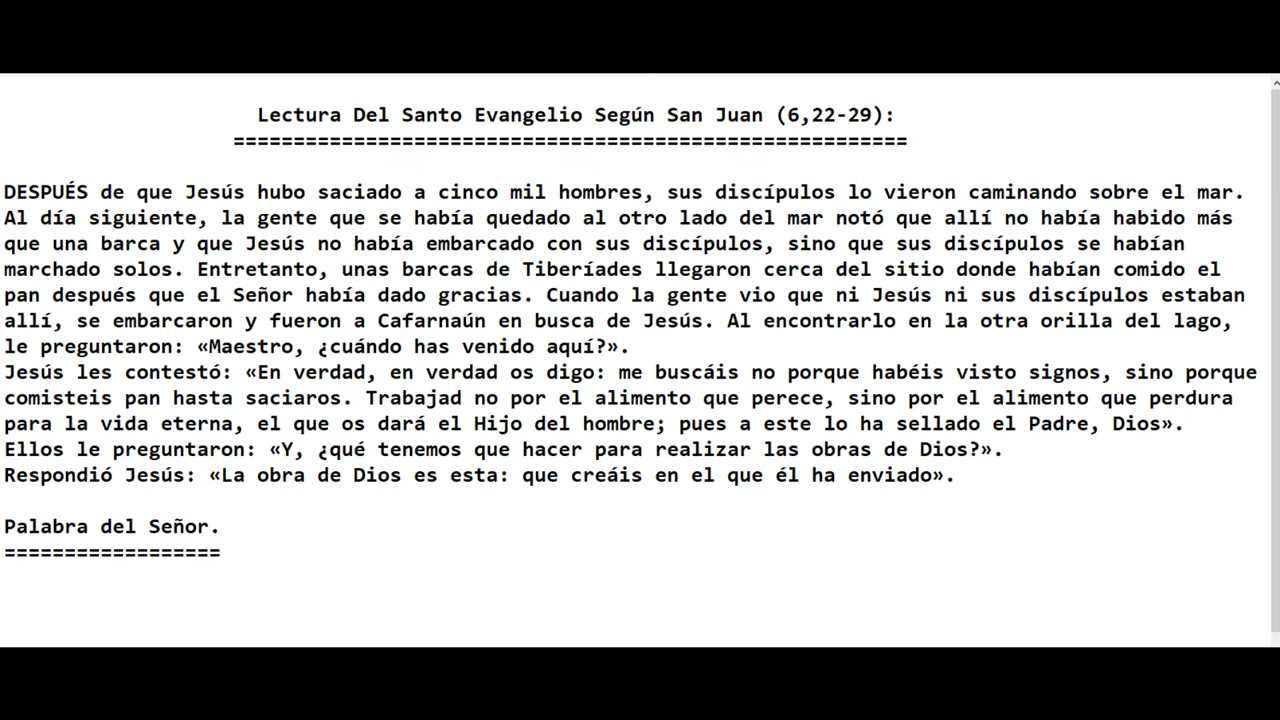 Lectura Del Santo Evangelio Según San Juan (6,22-29):
========================================================
DESPUÉS de que Jesús hubo saciado a cinco mil hombres, sus discípulos lo vieron caminando sobre el mar.
Al día siguiente, la gente que se había quedado al otro lado del mar notó que allí no había habido más
que una barca y que Jesús no había embarcado con sus discípulos, sino que sus discípulos se habían
marchado solos. Entretanto, unas barcas de Tiberíades llegaron cerca del sitio donde habían comido el
pan después que el Señor había dado gracias. Cuando la gente vio que ni Jesús ni sus discípulos estaban
allí, se embarcaron y fueron a Cafarnaún en busca de Jesús. Al encontrarlo en la otra orilla del lago,
le preguntaron: «Maestro, ¿cuándo has venido aquí?».
Jesús les contestó: «En verdad, en verdad os digo: me buscáis no porque habéis visto signos, sino porque
comisteis pan hasta saciaros. Trabajad no por el alimento que perece, sino por el alimento que perdura
para la vida eterna, el que os dará el Hijo del hombre; pues a este lo ha sellado el Padre, Dios».
Ellos le preguntaron: «Y, ¿qué tenemos que hacer para realizar las obras de Dios?».
Respondió Jesús: «La obra de Dios es esta: que creáis en el que él ha enviado».
Palabra del Señor.
==================